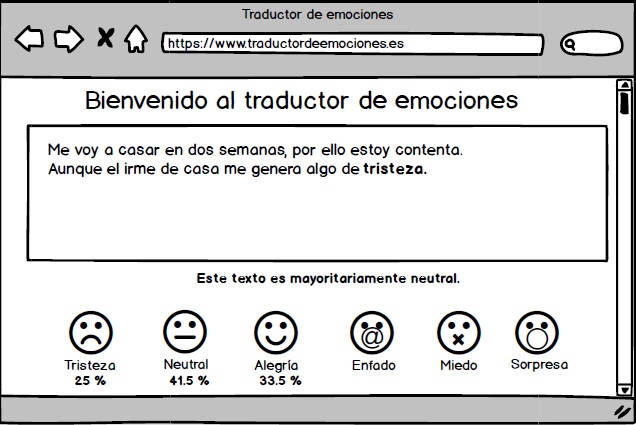 Traductor de emociones
https://www.traductordeemociones.es
Bienvenido al traductor de emociones
Me voy a casar en dos semanas, por ello estoy contenta.
Aunque el irme de casa me genera algo de tristeza.
Este texto es mayoritariamente neutral.
Tristeza Neutral Alegría Enfado Miedo Sorpresa
25 % 41.5 % 33.5 %